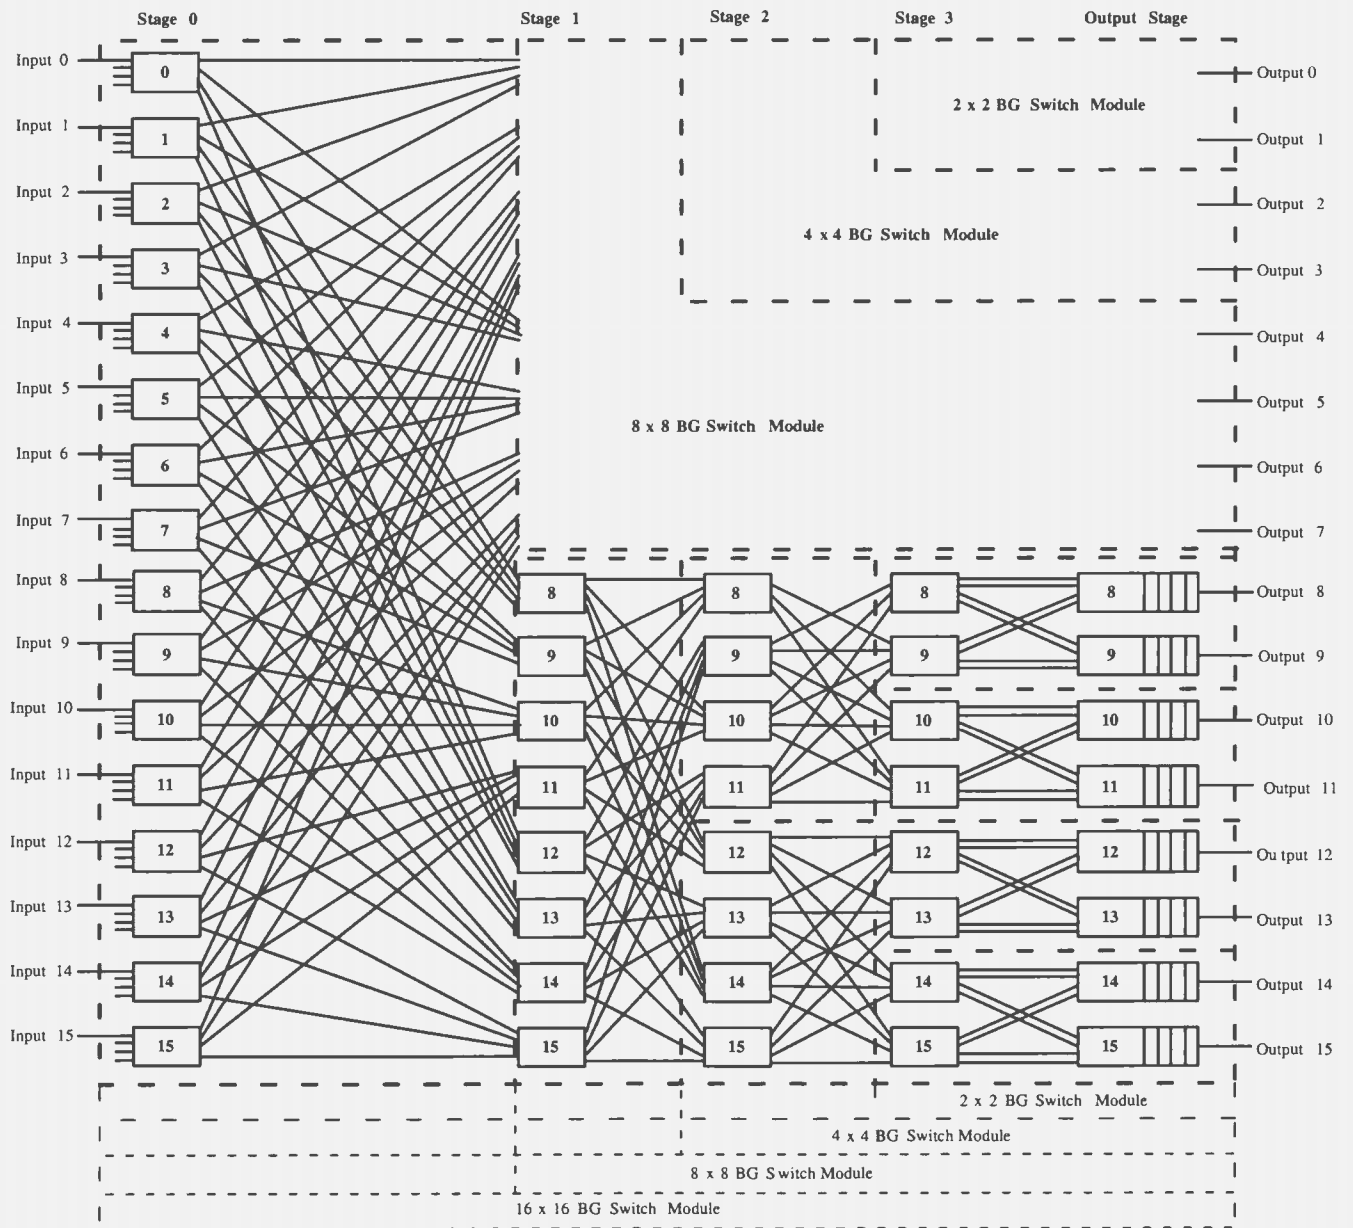 Stage 0 Stage 1 Stage 2 Stage 3 Output Stage
Input 0 0 Output 0
2 x 2 BG Switch Module
Input 1 1 Output 1
Input 2 2 Output 2
4 x 4 BG Switch Module
Input 3 3 Output 3
Input 4 4 Output 4
Input 5 5 Output 5
8 x 8 BG Switch Module
Input 6 6 Output 6
Input 7 7 Output 7
Input 8 8 8 8 8 8 Output 8
Input 9 9 9 9 9 9 Output 9
Input 10 10 10 10 10 10 Output 10
Input 11 11 11 11 11 11 Output 11
Input 12 12 12 12 12 12 Output 12
Input 13 13 13 13 13 13 Output 13
Input 14 14 14 14 14 14 Output 14
Input 15 15 15 15 15 15 Output 15
2 x 2 BG Switch Module
4 x 4 BG Switch Module
8 x 8 BG Switch Module
16 x 16 BG Switch Module